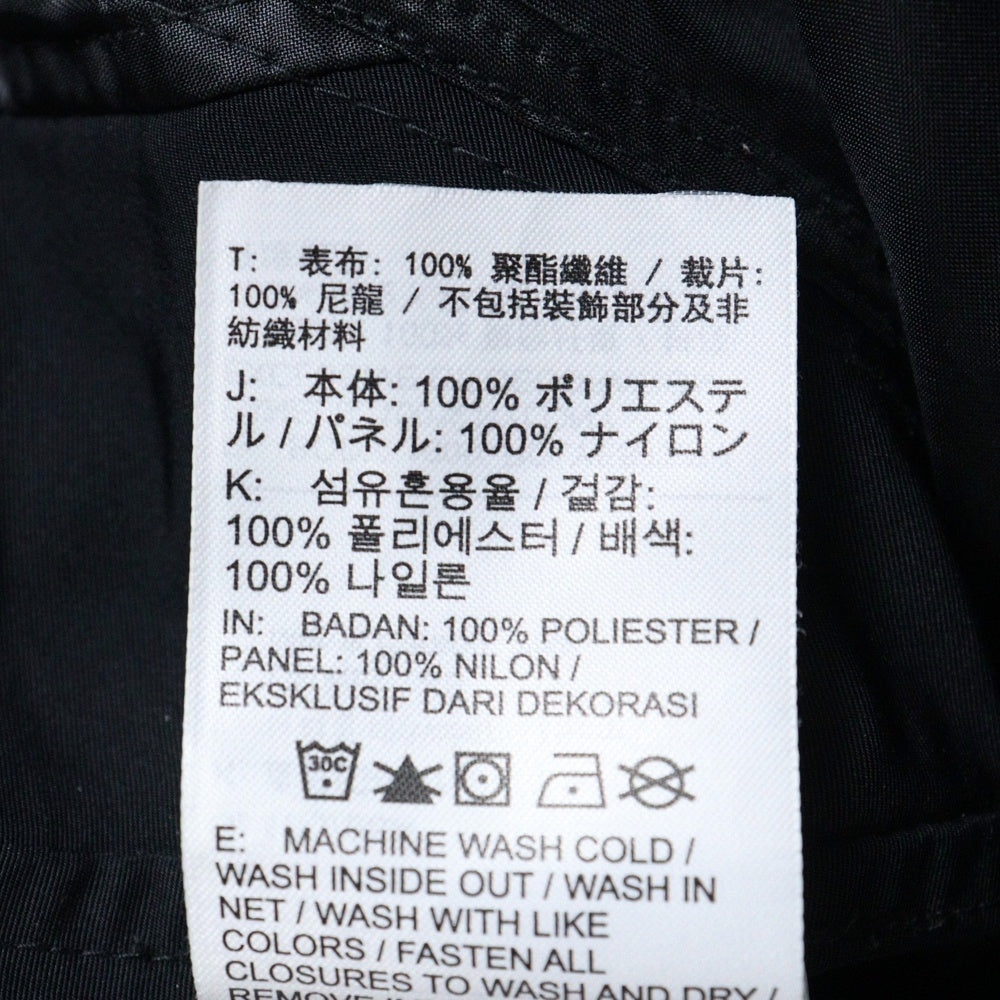 T: 表布: 100% 聚酯纖維 / 裁片:
100% 尼龍 / 不包括裝飾部分及非
紡織材料
J: 本体: 100% ポリエステ
ル / パネル: 100% ナイロン
K: 섬유혼용율 / 겉감:
100% 폴리에스터 / 배색:
100% 나일론
IN: BADAN: 100% POLIESTER /
PANEL: 100% NILON /
EKSKLUSIF DARI DEKORASI
30C
E: MACHINE WASH COLD /
WASH INSIDE OUT / WASH IN
NET / WASH WITH LIKE
COLORS / FASTEN ALL
CLOSURES TO WASH AND DRY /
REMOVE